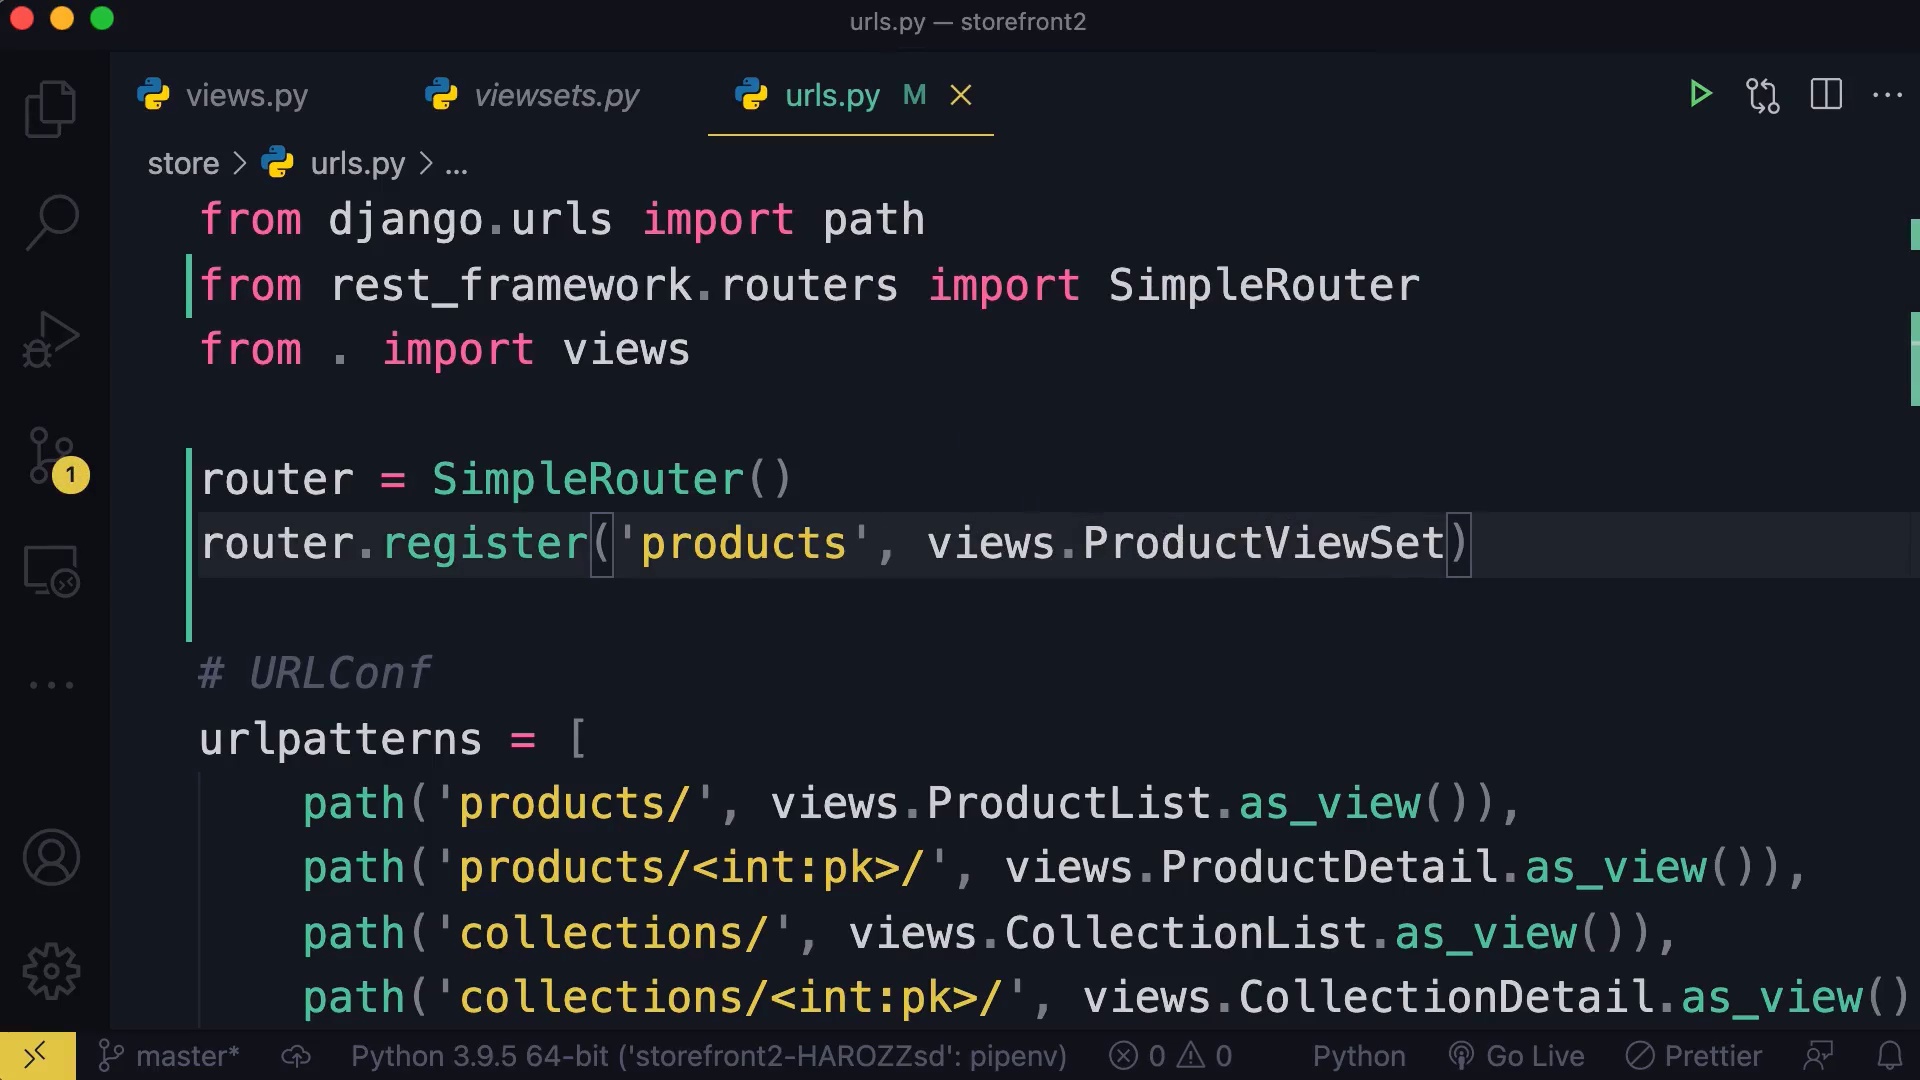 urls.py — storefront2
views.py
viewsets.py
urls.py M
store > urls.py > ...
from django.urls import path
from rest_framework.routers import SimpleRouter
from . import views
router = SimpleRouter()
router.register('products', views.ProductViewSet)
# URLConf
urlpatterns = [
path('products/', views.ProductList.as_view()),
path('products/<int:pk>/', views.ProductDetail.as_view()),
path('collections/', views.CollectionList.as_view()),
path('collections/<int:pk>/', views.CollectionDetail.as_view()
1
master* Python 3.9.5 64-bit ('storefront2-HAROZZsd': pipenv) 0 0 Python Go Live Prettier